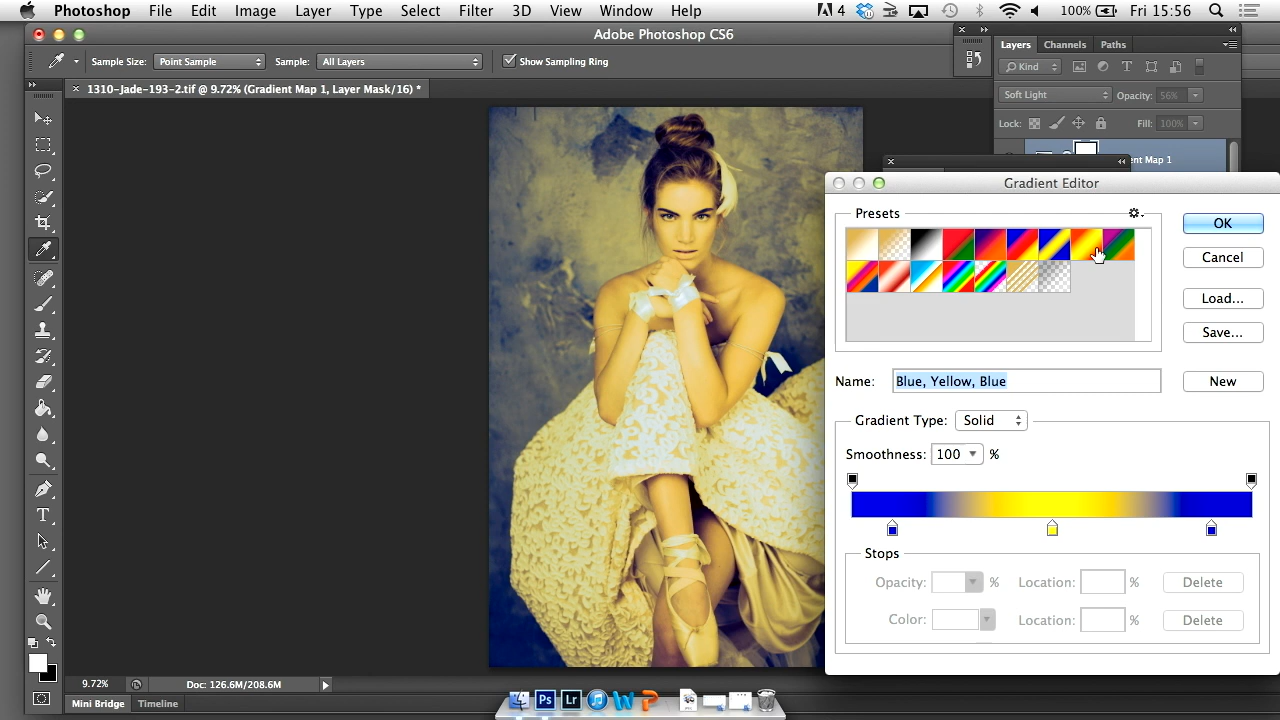 Photoshop File Edit Image Layer Type Select Filter 3D View Window Help 4 100% Fri 15:56
Adobe Photoshop CS6
Sample Size: Point Sample Sample: All Layers Show Sampling Ring
1310-Jade-193-2.tif @ 9.72% (Gradient Map 1, Layer Mask/16) *
Layers Channels Paths
Kind
Soft Light Opacity: 56%
Lock: Fill: 100%
ent Map 1
Gradient Editor
Presets
OK
Cancel
Load...
Save...
Name: Blue, Yellow, Blue New
Gradient Type: Solid
Smoothness: 100 %
Stops
Opacity: % Location: % Delete
Color: Location: % Delete
9.72% Doc: 126.6M/208.6M
Mini Bridge Timeline
Ps Lr W P